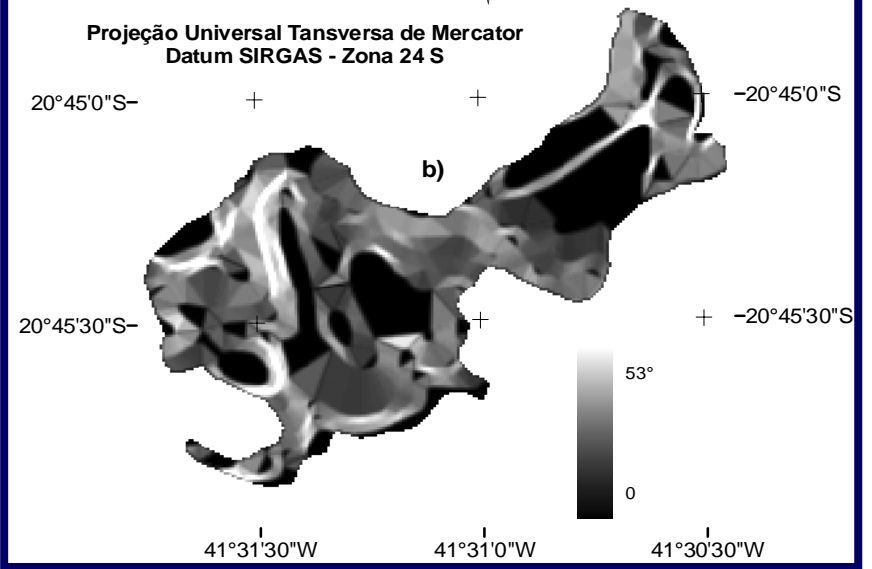 Projeção Universal Tansversa de Mercator
Datum SIRGAS - Zona 24 S
20°45'0"S
20°45'0"S
b)
20°45'30"S
20°45'30"S
53°
0
41°31'30"W
41°31'0"W
41°30'30"W